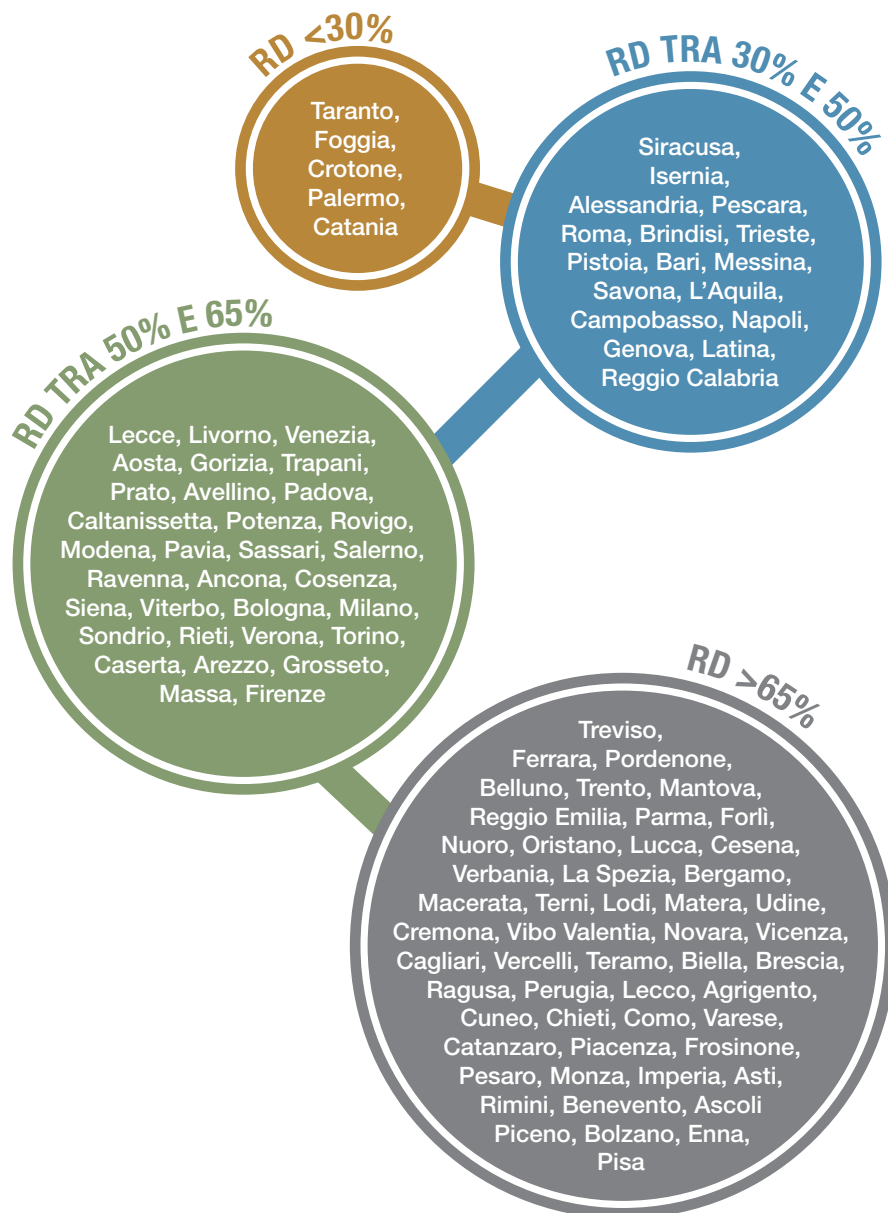 RD <30%
Taranto,
Foggia,
Crotone,
Palermo,
Catania
RD TRA 30% E 50%
Siracusa,
Isernia,
Alessandria, Pescara,
Roma, Brindisi, Trieste,
Pistoia, Bari, Messina,
Savona, L’Aquila,
Campobasso, Napoli,
Genova, Latina,
Reggio Calabria
RD TRA 50% E 65%
Lecce, Livorno, Venezia,
Aosta, Gorizia, Trapani,
Prato, Avellino, Padova,
Caltanissetta, Potenza, Rovigo,
Modena, Pavia, Sassari, Salerno,
Ravenna, Ancona, Cosenza,
Siena, Viterbo, Bologna, Milano,
Sondrio, Rieti, Verona, Torino,
Caserta, Arezzo, Grosseto,
Massa, Firenze
RD >65%
Treviso,
Ferrara, Pordenone,
Belluno, Trento, Mantova,
Reggio Emilia, Parma, Forlì,
Nuoro, Oristano, Lucca, Cesena,
Verbania, La Spezia, Bergamo,
Macerata, Terni, Lodi, Matera, Udine,
Cremona, Vibo Valentia, Novara, Vicenza,
Cagliari, Vercelli, Teramo, Biella, Brescia,
Ragusa, Perugia, Lecco, Agrigento,
Cuneo, Chieti, Como, Varese,
Catanzaro, Piacenza, Frosinone,
Pesaro, Monza, Imperia, Asti,
Rimini, Benevento, Ascoli
Piceno, Bolzano, Enna,
Pisa